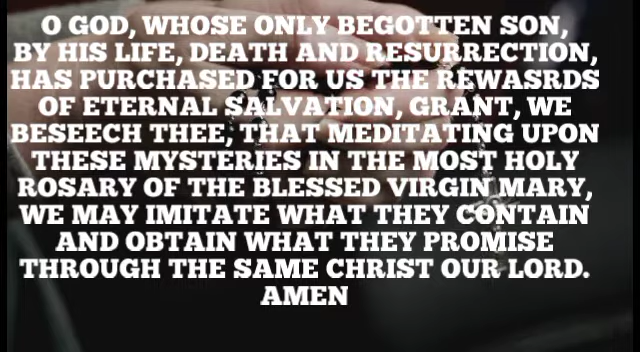 O GOD, WHOSE ONLY BEGOTTEN SON,
BY HIS LIFE, DEATH AND RESURRECTION,
HAS PURCHASED FOR US THE REWASRDS
OF ETERNAL SALVATION, GRANT, WE
BESEECH THEE, THAT MEDITATING UPON
THESE MYSTERIES IN THE MOST HOLY
ROSARY OF THE BLESSED VIRGIN MARY,
WE MAY IMITATE WHAT THEY CONTAIN
AND OBTAIN WHAT THEY PROMISE
THROUGH THE SAME CHRIST OUR LORD.
AMEN